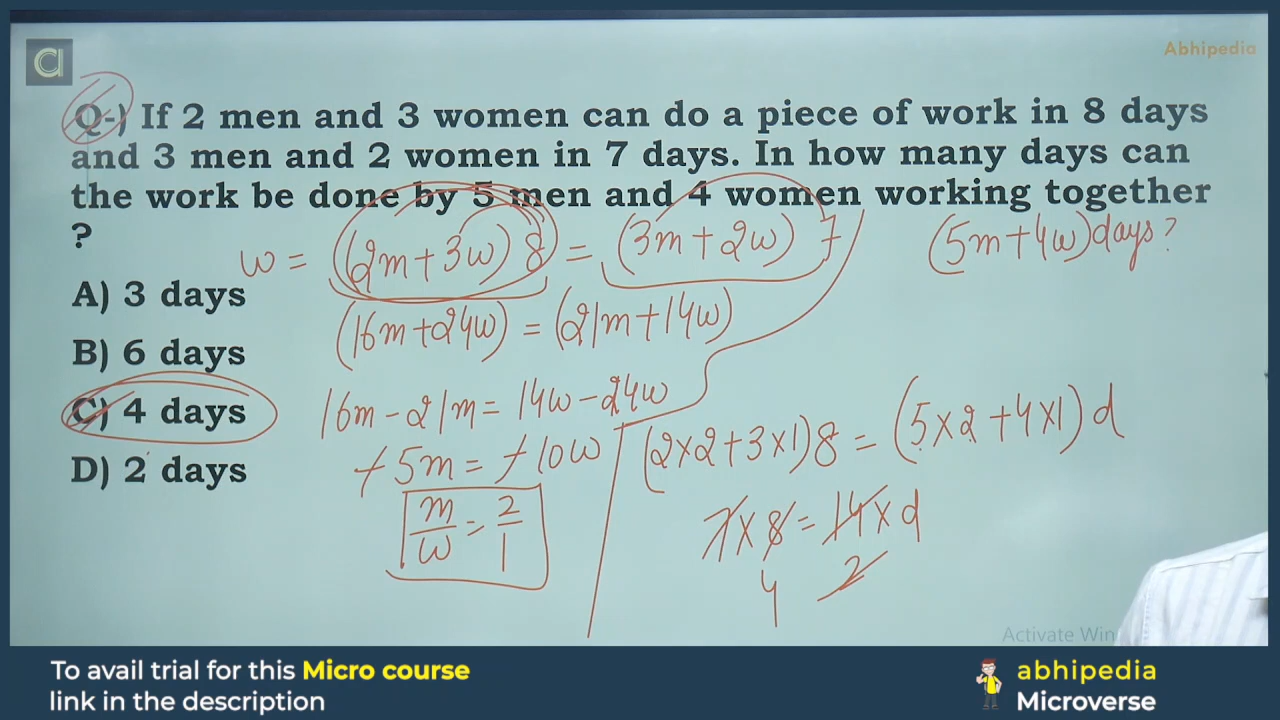 Abhipedia
Q-) If 2 men and 3 women can do a piece of work in 8 days
and 3 men and 2 women in 7 days. In how many days can
the work be done by 5 men and 4 women working together
?
w = (2m+3w) 8 = (3m+2w) 7
(5m+4w)days?
A) 3 days
(16m+24w) = (21m+14w)
B) 6 days
16m-21m = 14w-24w
C) 4 days
+5m = +10w
(2×2+3×1)8 = (5×2+4×1)d
D) 2 days
m/w = 2/1
7×8 = 14×d
4 2
Activate Win
To avail trial for this Micro course
link in the description
abhipedia
Microverse